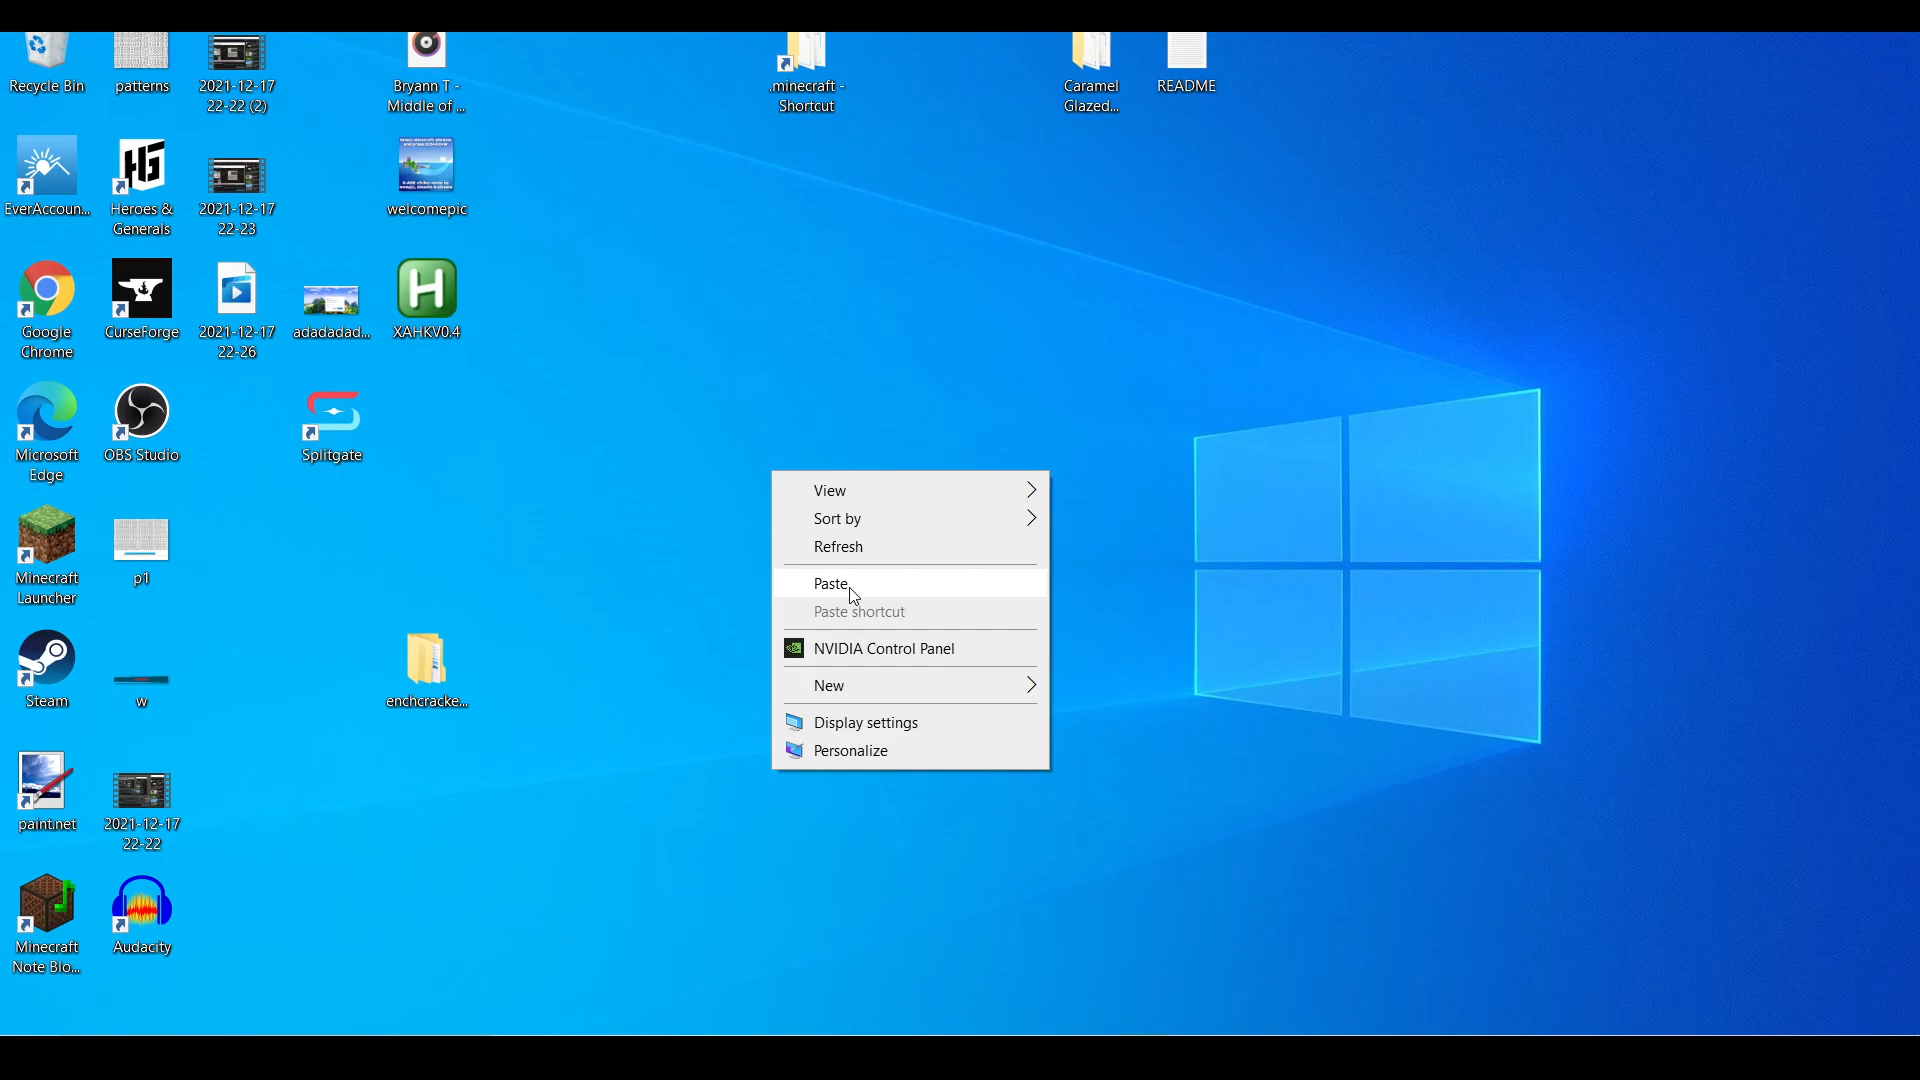 Recycle Bin
patterns
2021-12-17
22-22 (2)
Bryann T -
Middle of ...
.minecraft -
Shortcut
Caramel
Glazed...
README
EverAccoun...
Heroes &
Generals
2021-12-17
22-23
welcomepic
Google
Chrome
CurseForge
2021-12-17
22-26
adadadad...
XAHKV0.4
Microsoft
Edge
OBS Studio
Splitgate
Minecraft
Launcher
p1
Steam
w
enchcracke...
paint.net
2021-12-17
22-22
Minecraft
Note Blo...
Audacity
View
Sort by
Refresh
Paste
Paste shortcut
NVIDIA Control Panel
New
Display settings
Personalize